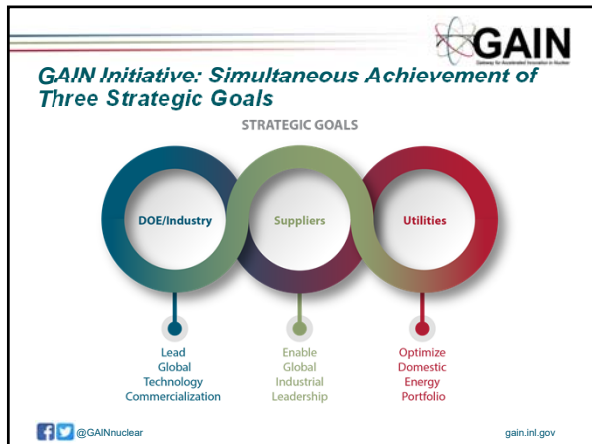 GAIN
Gateway for Accelerated Innovation in Nuclear
GAIN Initiative: Simultaneous Achievement of
Three Strategic Goals
STRATEGIC GOALS
DOE/Industry
Suppliers
Utilities
Lead
Global
Technology
Commercialization
Enable
Global
Industrial
Leadership
Optimize
Domestic
Energy
Portfolio
@GAINnuclear
gain.inl.gov